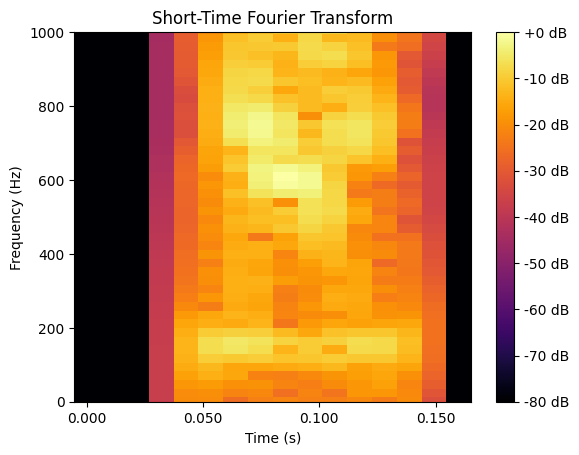 Short-Time Fourier Transform
Frequency (Hz)
1000
800
600
400
200
0
0.000
0.050
0.100
0.150
Time (s)
+0 dB
-10 dB
-20 dB
-30 dB
-40 dB
-50 dB
-60 dB
-70 dB
-80 dB